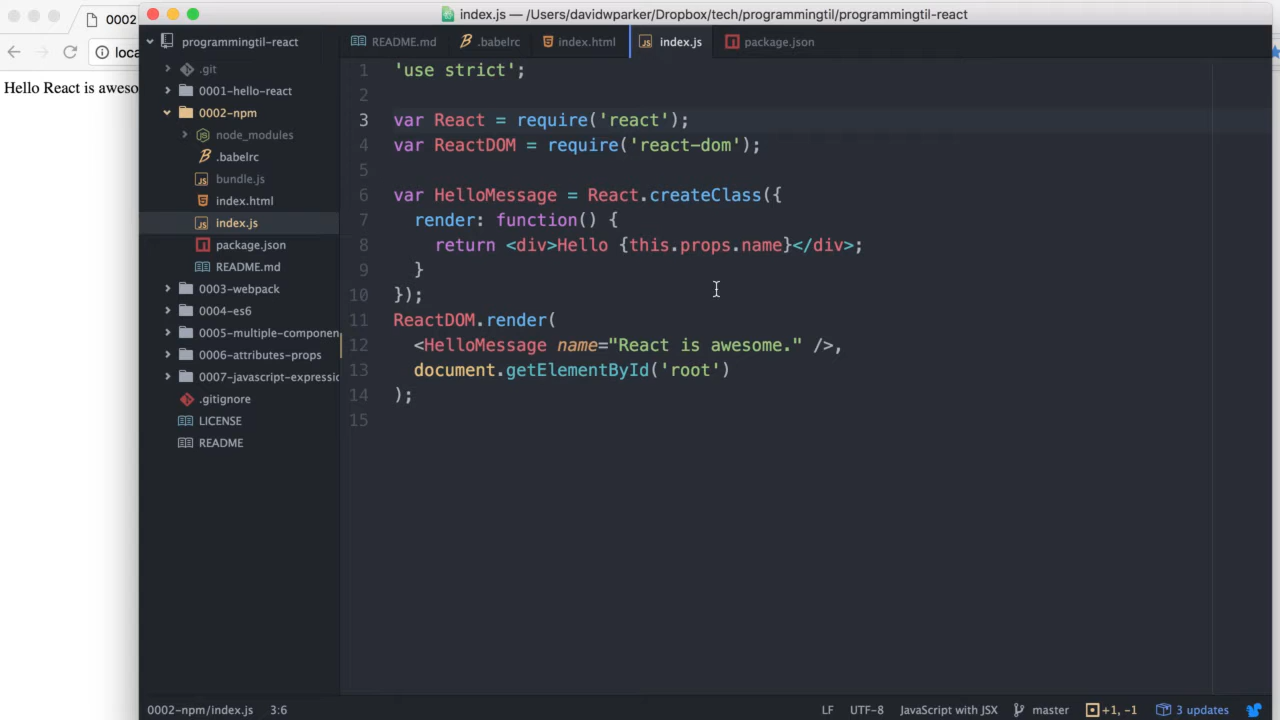 index.js — /Users/davidwparker/Dropbox/tech/programmingtil/programmingtil-react
0002
loca
Hello React is aweso
programmingtil-react
.git
0001-hello-react
0002-npm
node_modules
.babelrc
bundle.js
index.html
index.js
package.json
README.md
0003-webpack
0004-es6
0005-multiple-componen
0006-attributes-props
0007-javascript-expressio
.gitignore
LICENSE
README
README.md .babelrc index.html index.js package.json
1 'use strict';
2
3 var React = require('react');
4 var ReactDOM = require('react-dom');
5
6 var HelloMessage = React.createClass({
7 render: function() {
8 return <div>Hello {this.props.name}</div>;
9 }
10 });
11 ReactDOM.render(
12 <HelloMessage name="React is awesome." />,
13 document.getElementById('root')
14 );
15
0002-npm/index.js 3:6 LF UTF-8 JavaScript with JSX master +1, -1 3 updates